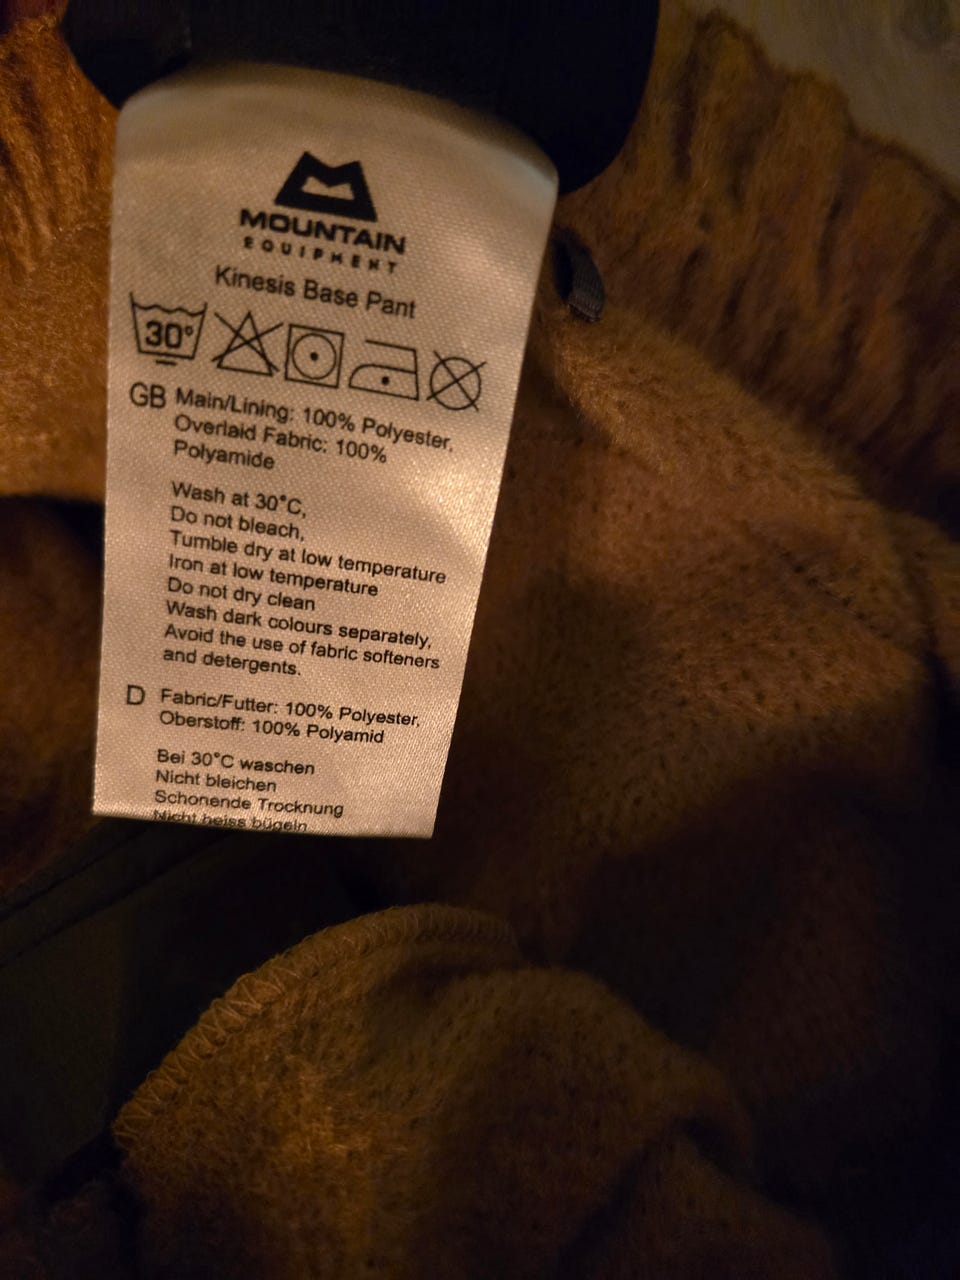 MOUNTAIN
EQUIPMENT
Kinesis Base Pant
30°
GB Main/Lining: 100% Polyester,
Overlaid Fabric: 100%
Polyamide
Wash at 30°C,
Do not bleach,
Tumble dry at low temperature
Iron at low temperature
Do not dry clean
Wash dark colours separately,
Avoid the use of fabric softeners
and detergents.
D Fabric/Futter: 100% Polyester,
Oberstoff: 100% Polyamid
Bei 30°C waschen
Nicht bleichen
Schonende Trocknung
Nicht heiss bügeln